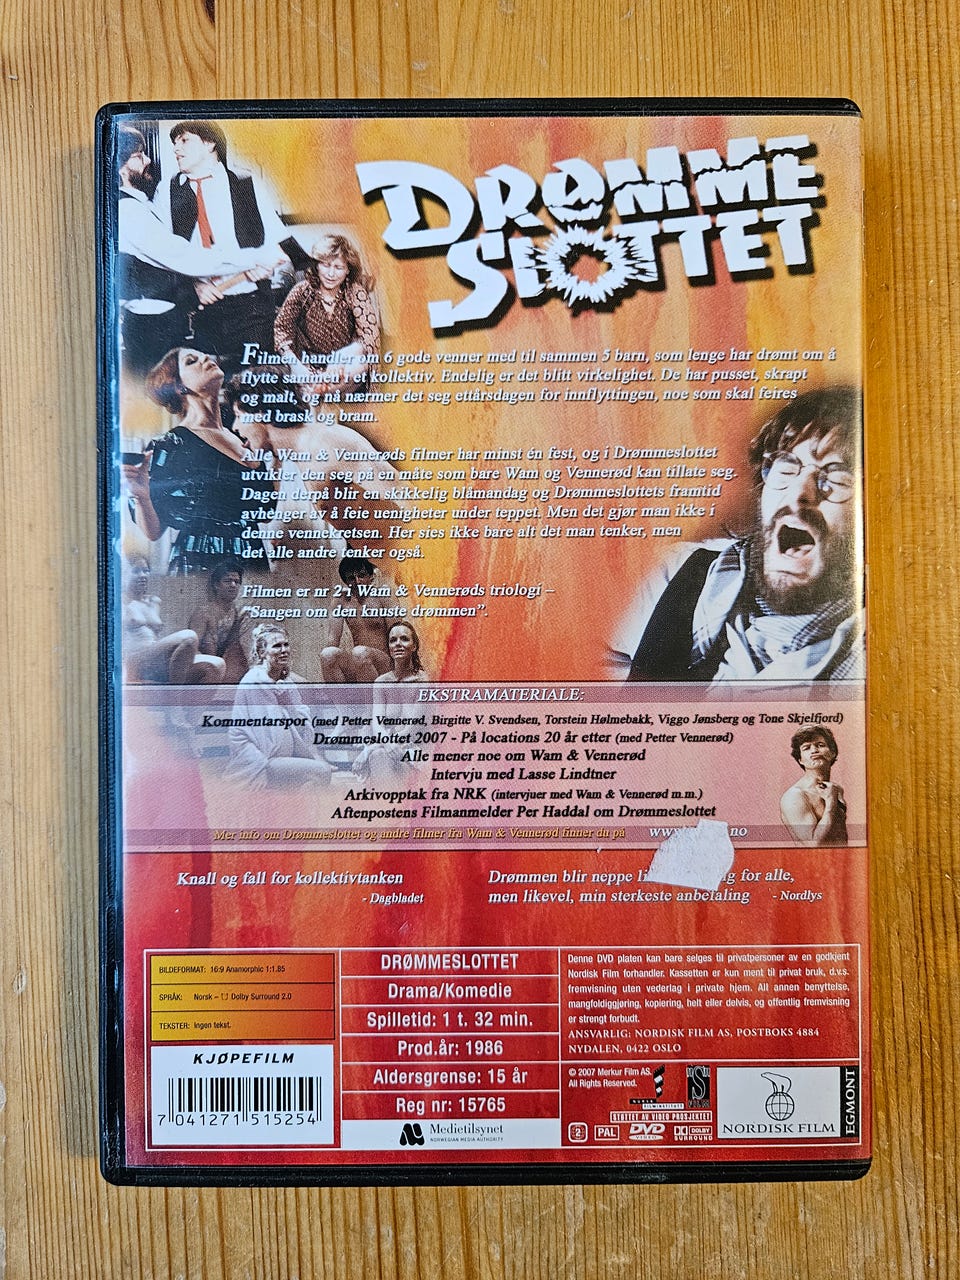 DRØMME
SLOTTET
Filmen handler om 6 gode venner med til sammen 5 barn, som lenge har drømt om å
flytte sammen i et kollektiv. Endelig er det blitt virkelighet. De har pusset, skrapt
og malt, og nå nærmer det seg ettårsdagen for innflyttingen, noe som skal feires
med brask og bram.
Alle Wam & Vennerøds filmer har minst én fest, og i Drømmeslottet
utvikler den seg på en måte som bare Wam og Vennerød kan tillate seg.
Dagen derpå blir en skikkelig blåmandag og Drømmeslottets framtid
avhenger av å feie uenigheter under teppet. Men det gjør man ikke i
denne vennekretsen. Her sies ikke bare alt det man tenker, men
det alle andre tenker også.
Filmen er nr 2 i Wam & Vennerøds triologi –
"Sangen om den knuste drømmen".
EKSTRAMATERIALE:
Kommentarspor (med Petter Vennerød, Birgitte V. Svendsen, Torstein Hølmebakk, Viggo Jønsberg og Tone Skjelfjord)
Drømmeslottet 2007 - På locations 20 år etter (med Petter Vennerød)
Alle mener noe om Wam & Vennerød
Intervju med Lasse Lindtner
Arkivopptak fra NRK (intervjuer med Wam & Vennerød m.m.)
Aftenpostens Filmanmelder Per Haddal om Drømmeslottet
Mer info om Drømmeslottet og andre filmer fra Wam & Vennerød finner du på www. .no
Knall og fall for kollektivtanken
- Dagbladet
Drømmen blir neppe for alle,
men likevel, min sterkeste anbefaling - Nordlys
BILDEFORMAT: 16:9 Anamorphic 1:1.85
SPRÅK: Norsk – Dolby Surround 2.0
TEKSTER: Ingen tekst.
KJØPEFILM
7 041271 515254
DRØMMESLOTTET
Drama/Komedie
Spilletid: 1 t. 32 min.
Prod.år: 1986
Aldersgrense: 15 år
Reg nr: 15765
Medietilsynet
NORWEGIAN MEDIA AUTHORITY
Denne DVD platen kan bare selges til privatpersoner av en godkjent
Nordisk Film forhandler. Kassetten er kun ment til privat bruk, d.v.s.
fremvisning uten vederlag i private hjem. All annen benyttelse,
mangfoldiggjøring, kopiering, helt eller delvis, og offentlig fremvisning
er strengt forbudt.
ANSVARLIG: NORDISK FILM AS, POSTBOKS 4884
NYDALEN, 0422 OSLO
© 2007 Merkur Film AS.
All Rights Reserved.
NORSK
FILMINSTITUTT
STØTTET AV VIDEO PROSJEKTET
2 PAL DVD VIDEO DOLBY SURROUND
NORDISK FILM
EGMONT